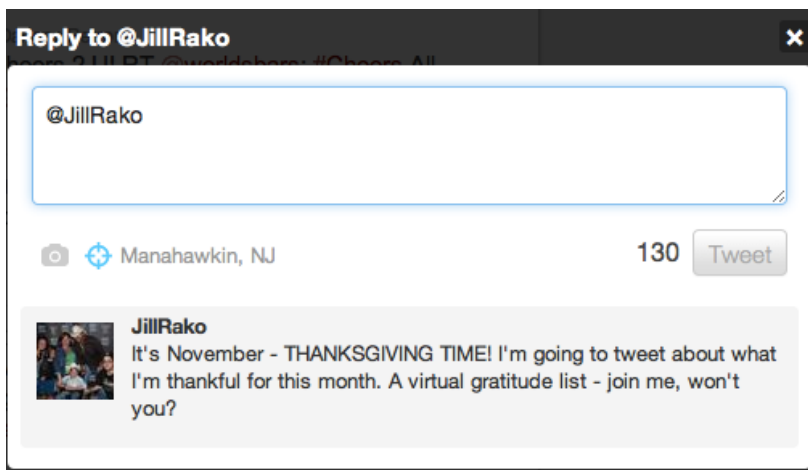 Reply to @JillRako
@JillRako
Manahawkin, NJ
130
Tweet
JillRako
It's November - THANKSGIVING TIME! I'm going to tweet about what
I'm thankful for this month. A virtual gratitude list - join me, won't
you?